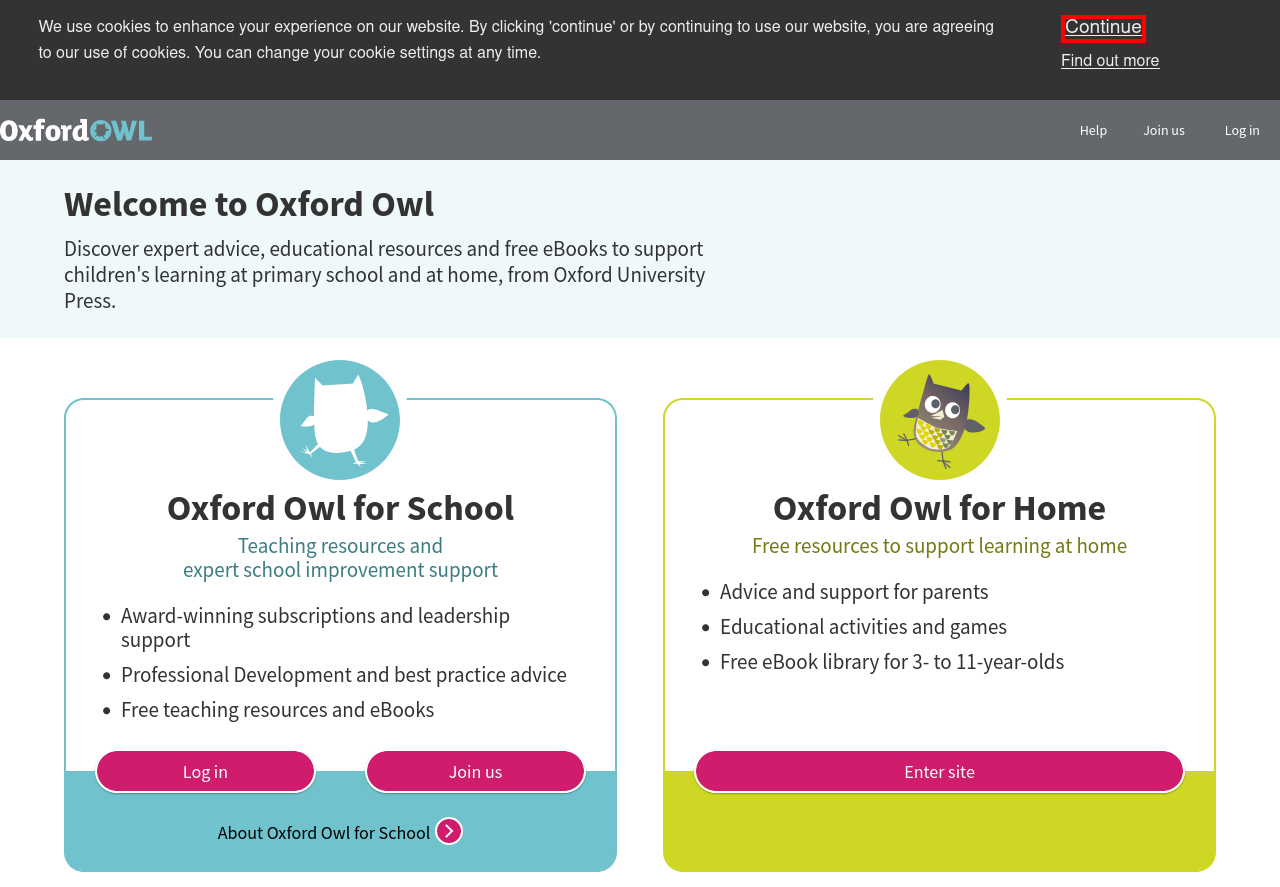 We use cookies to enhance your experience on our website. By clicking 'continue' or by continuing to use our website, you are agreeing
to our use of cookies. You can change your cookie settings at any time.
Continue
Find out more
OxfordOWL
Help
Join us
Log in
Welcome to Oxford Owl
Discover expert advice, educational resources and free eBooks to support
children's learning at primary school and at home, from Oxford University
Press.
Oxford Owl for School
Teaching resources and
expert school improvement support
• Award-winning subscriptions and leadership
support
• Professional Development and best practice advice
• Free teaching resources and eBooks
Log in
Join us
About Oxford Owl for School
Oxford Owl for Home
Free resources to support learning at home
• Advice and support for parents
• Educational activities and games
• Free eBook library for 3- to 11-year-olds
Enter site